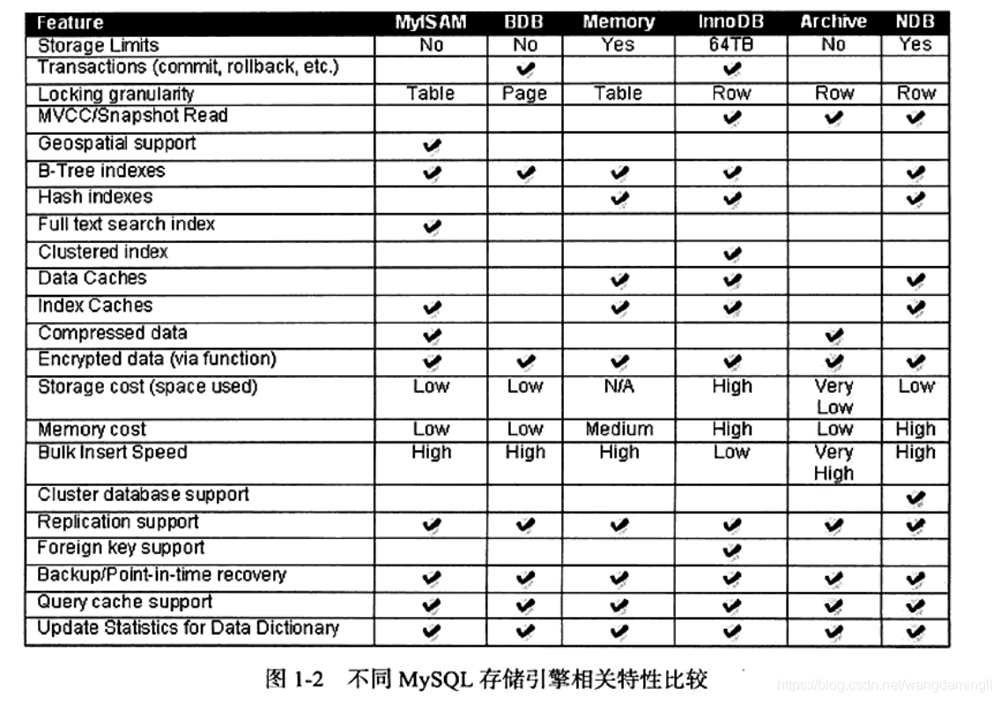 Feature MyISAM BDB Memory InnoDB Archive NDB
Storage Limits No No Yes 64TB No Yes
Transactions (commit, rollback, etc.) ✔ ✔
Locking granularity Table Page Table Row Row Row
MVCC/Snapshot Read ✔ ✔ ✔
Geospatial support ✔
B-Tree indexes ✔ ✔ ✔ ✔ ✔
Hash indexes ✔ ✔ ✔
Full text search index ✔
Clustered index ✔
Data Caches ✔ ✔ ✔
Index Caches ✔ ✔ ✔ ✔
Compressed data ✔ ✔
Encrypted data (via function) ✔ ✔ ✔ ✔ ✔ ✔
Storage cost (space used) Low Low N/A High Very Low
Low
Memory cost Low Low Medium High Low High
Bulk Insert Speed High High High Low Very High
High
Cluster database support ✔
Replication support ✔ ✔ ✔ ✔ ✔ ✔
Foreign key support ✔
Backup/Point-in-time recovery ✔ ✔ ✔ ✔ ✔ ✔
Query cache support ✔ ✔ ✔ ✔ ✔ ✔
Update Statistics for Data Dictionary ✔ ✔ ✔ ✔ ✔ ✔
图 1-2 不同 MySQL 存储引擎相关特性比较
https://blog.csdn.net/wangdamingll